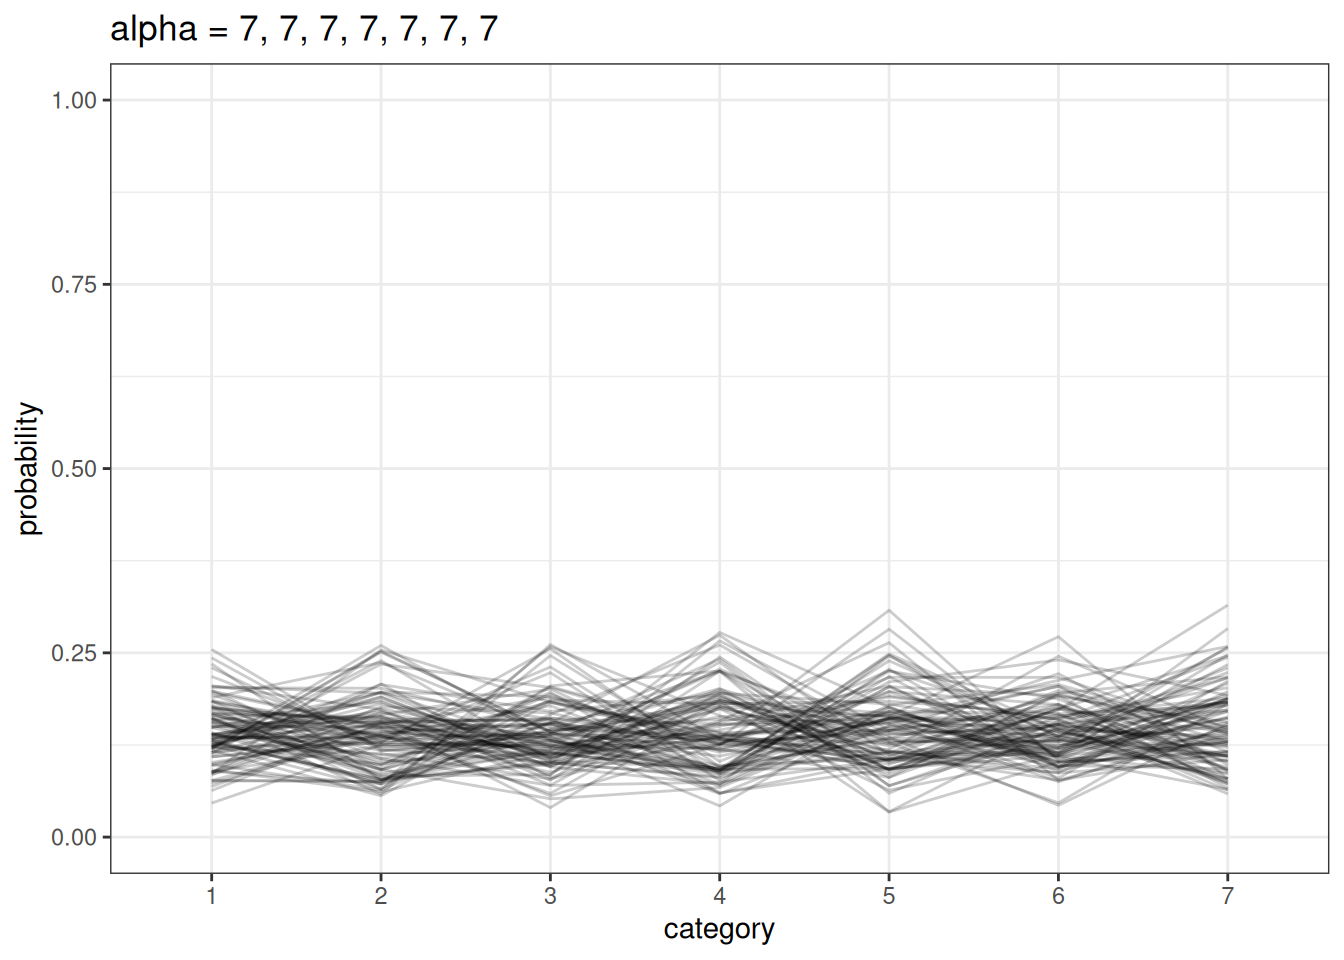 alpha = 7, 7, 7, 7, 7, 7, 7
1.00
0.75
0.50
0.25
0.00
probability
1 2 3 4 5 6 7
category